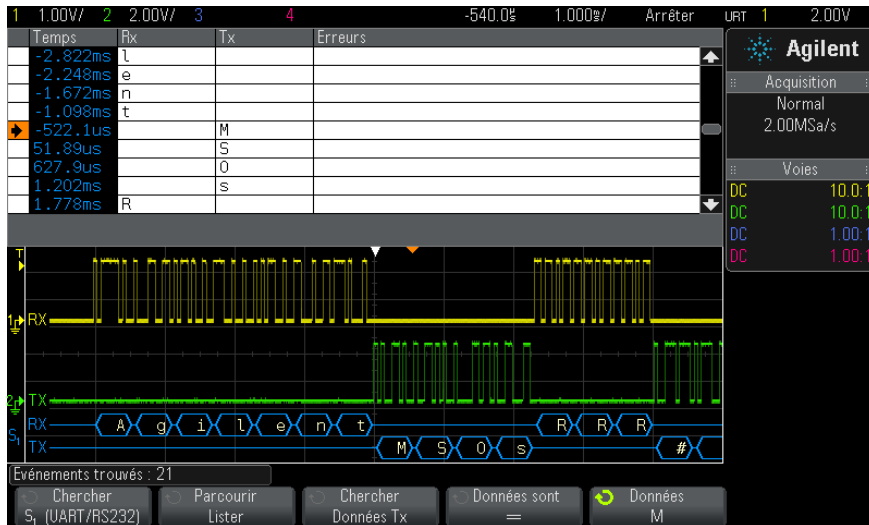 1 1.00V/ 2 2.00V/ 3 4 -540.0µs 1.000ms/ Arrêter URT 1 2.00V
Temps Rx Tx Erreurs
-2.822ms l
-2.248ms e
-1.672ms n
-1.098ms t
-522.1us M
51.89us S
627.9us O
1.202ms s
1.778ms R
Agilent
Acquisition
Normal
2.00MSa/s
Voies
DC 10.0:1
DC 10.0:1
DC 1.00:1
DC 1.00:1
T
1 RX
2 TX
S1 RX A g i l e n t R R R
TX M S O s #
Evénements trouvés : 21
Chercher
S1 (UART/RS232)
Parcourir
Lister
Chercher
Données Tx
Données sont
=
Données
M